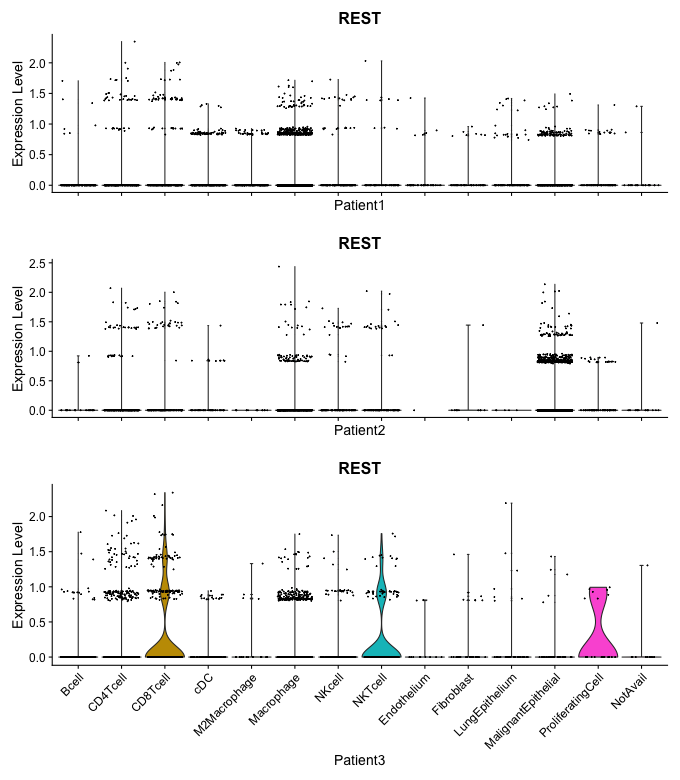 REST
Expression Level
2.0
1.5
1.0
0.5
0.0
Patient1
REST
Expression Level
2.5
2.0
1.5
1.0
0.5
0.0
Patient2
REST
Expression Level
2.0
1.5
1.0
0.5
0.0
Bcell
CD4Tcell
CD8Tcell
cDC
M2Macrophage
Macrophage
NKcell
NKTcell
Endothelium
Fibroblast
LungEpithelium
MalignantEpithelial
ProliferatingCell
NotAvail
Patient3